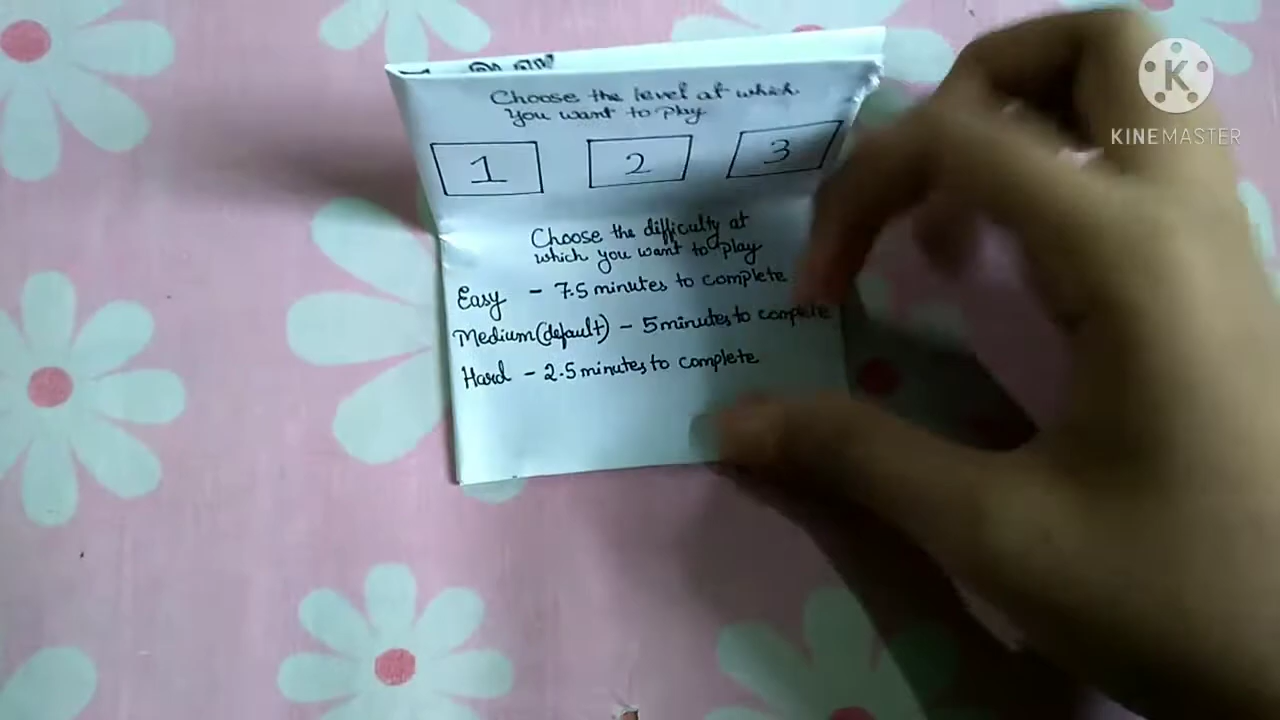 Choose the level at which
you want to play
1 2 3
Choose the difficulty at
which you want to play
Easy - 7.5 minutes to complete
Medium(default) - 5 minutes to complete
Hard - 2.5 minutes to complete
K
KINEMASTER